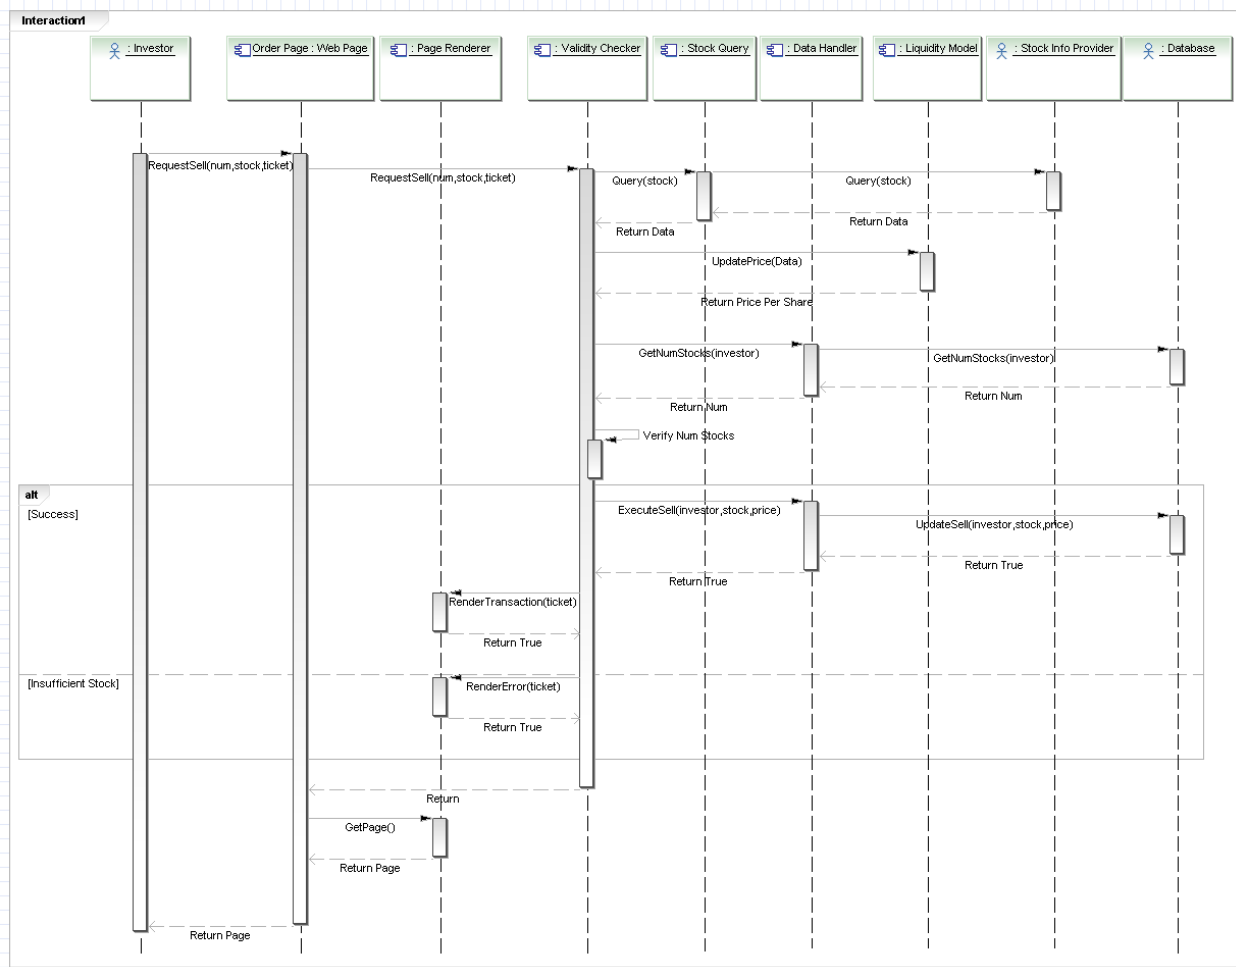 Interaction1
: Investor
Order Page : Web Page
: Page Renderer
: Validity Checker
: Stock Query
: Data Handler
: Liquidity Model
: Stock Info Provider
: Database
RequestSell(num,stock,ticket)
RequestSell(num,stock,ticket)
Query(stock)
Query(stock)
Return Data
Return Data
UpdatePrice(Data)
Return Price Per Share
GetNumStocks(investor)
GetNumStocks(investor)
Return Num
Return Num
Verify Num Stocks
alt
[Success]
ExecuteSell(investor,stock,price)
UpdateSell(investor,stock,price)
Return True
Return True
RenderTransaction(ticket)
Return True
[Insufficient Stock]
RenderError(ticket)
Return True
Return
GetPage()
Return Page
Return Page